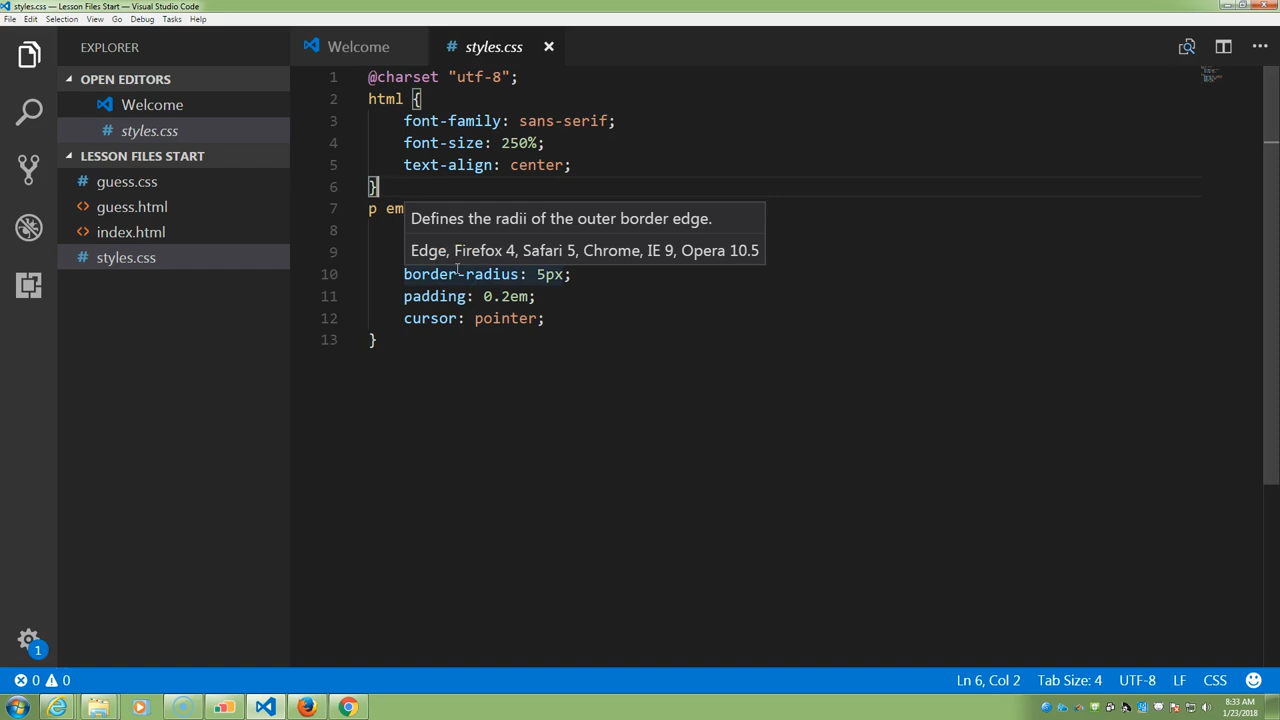 styles.css — Lesson Files Start — Visual Studio Code
File Edit Selection View Go Debug Tasks Help
EXPLORER
OPEN EDITORS
Welcome
styles.css
LESSON FILES START
guess.css
guess.html
index.html
styles.css
Welcome styles.css
1 @charset "utf-8";
2 html {
3 font-family: sans-serif;
4 font-size: 250%;
5 text-align: center;
6 }
7 p em
8
9
10 border-radius: 5px;
11 padding: 0.2em;
12 cursor: pointer;
13 }
Defines the radii of the outer border edge.
Edge, Firefox 4, Safari 5, Chrome, IE 9, Opera 10.5
1
0 0 Ln 6, Col 2 Tab Size: 4 UTF-8 LF CSS
8:33 AM
1/23/2018